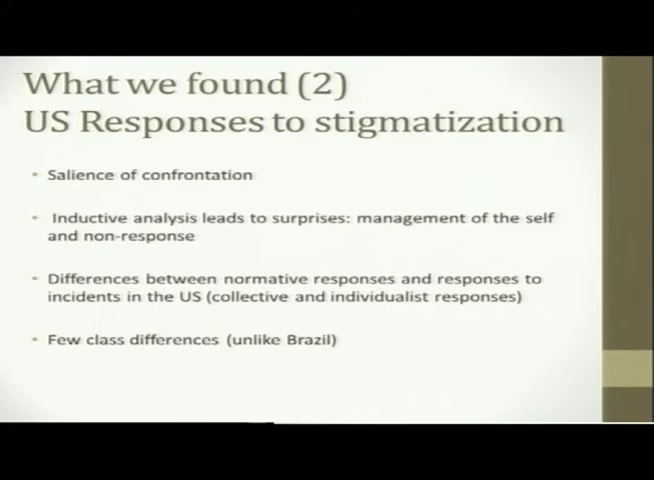 What we found (2)
US Responses to stigmatization
• Salience of confrontation
• Inductive analysis leads to surprises: management of the self
and non-response
• Differences between normative responses and responses to
incidents in the US (collective and individualist responses)
• Few class differences (unlike Brazil)